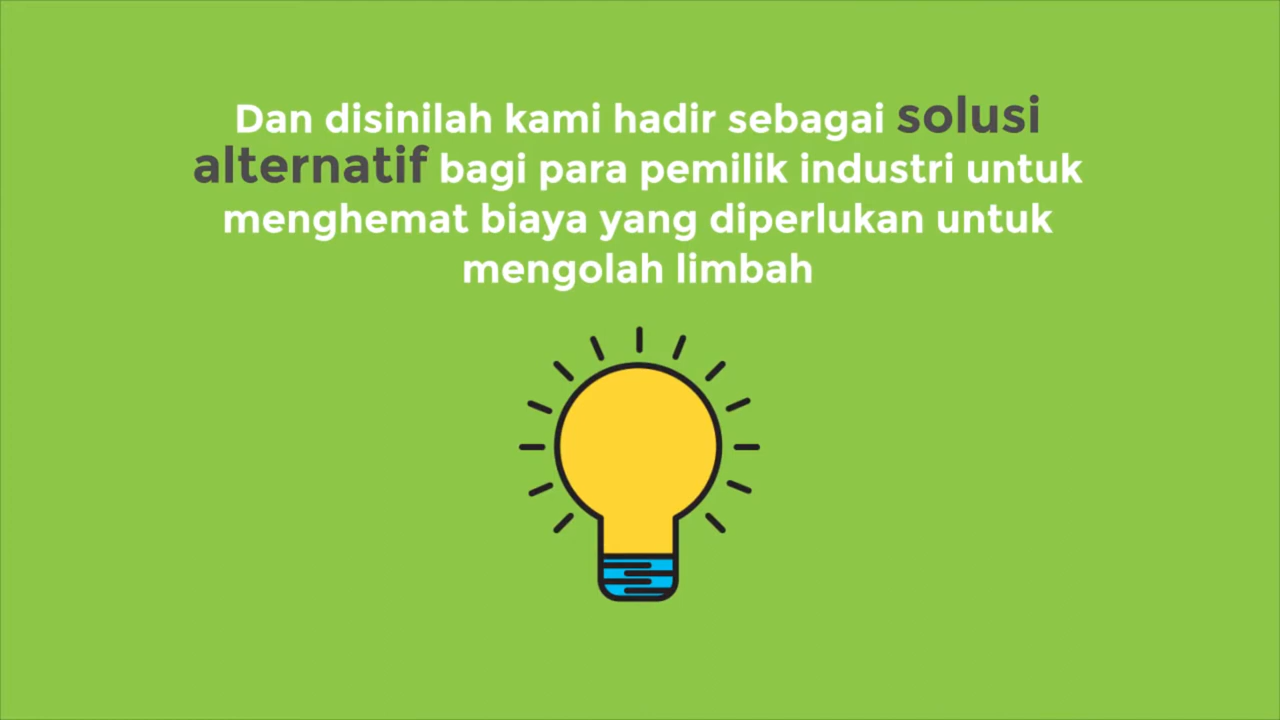 Dan disinilah kami hadir sebagai solusi
alternatif bagi para pemilik industri untuk
menghemat biaya yang diperlukan untuk
mengolah limbah